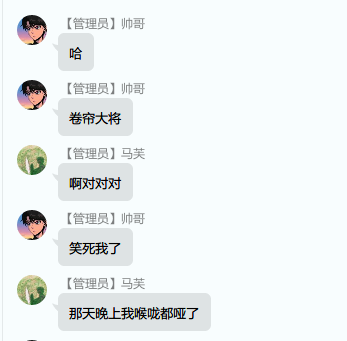 【管理员】帅哥
哈
【管理员】帅哥
卷帘大将
【管理员】马芙
啊对对对
【管理员】帅哥
笑死我了
【管理员】马芙
那天晚上我喉咙都哑了